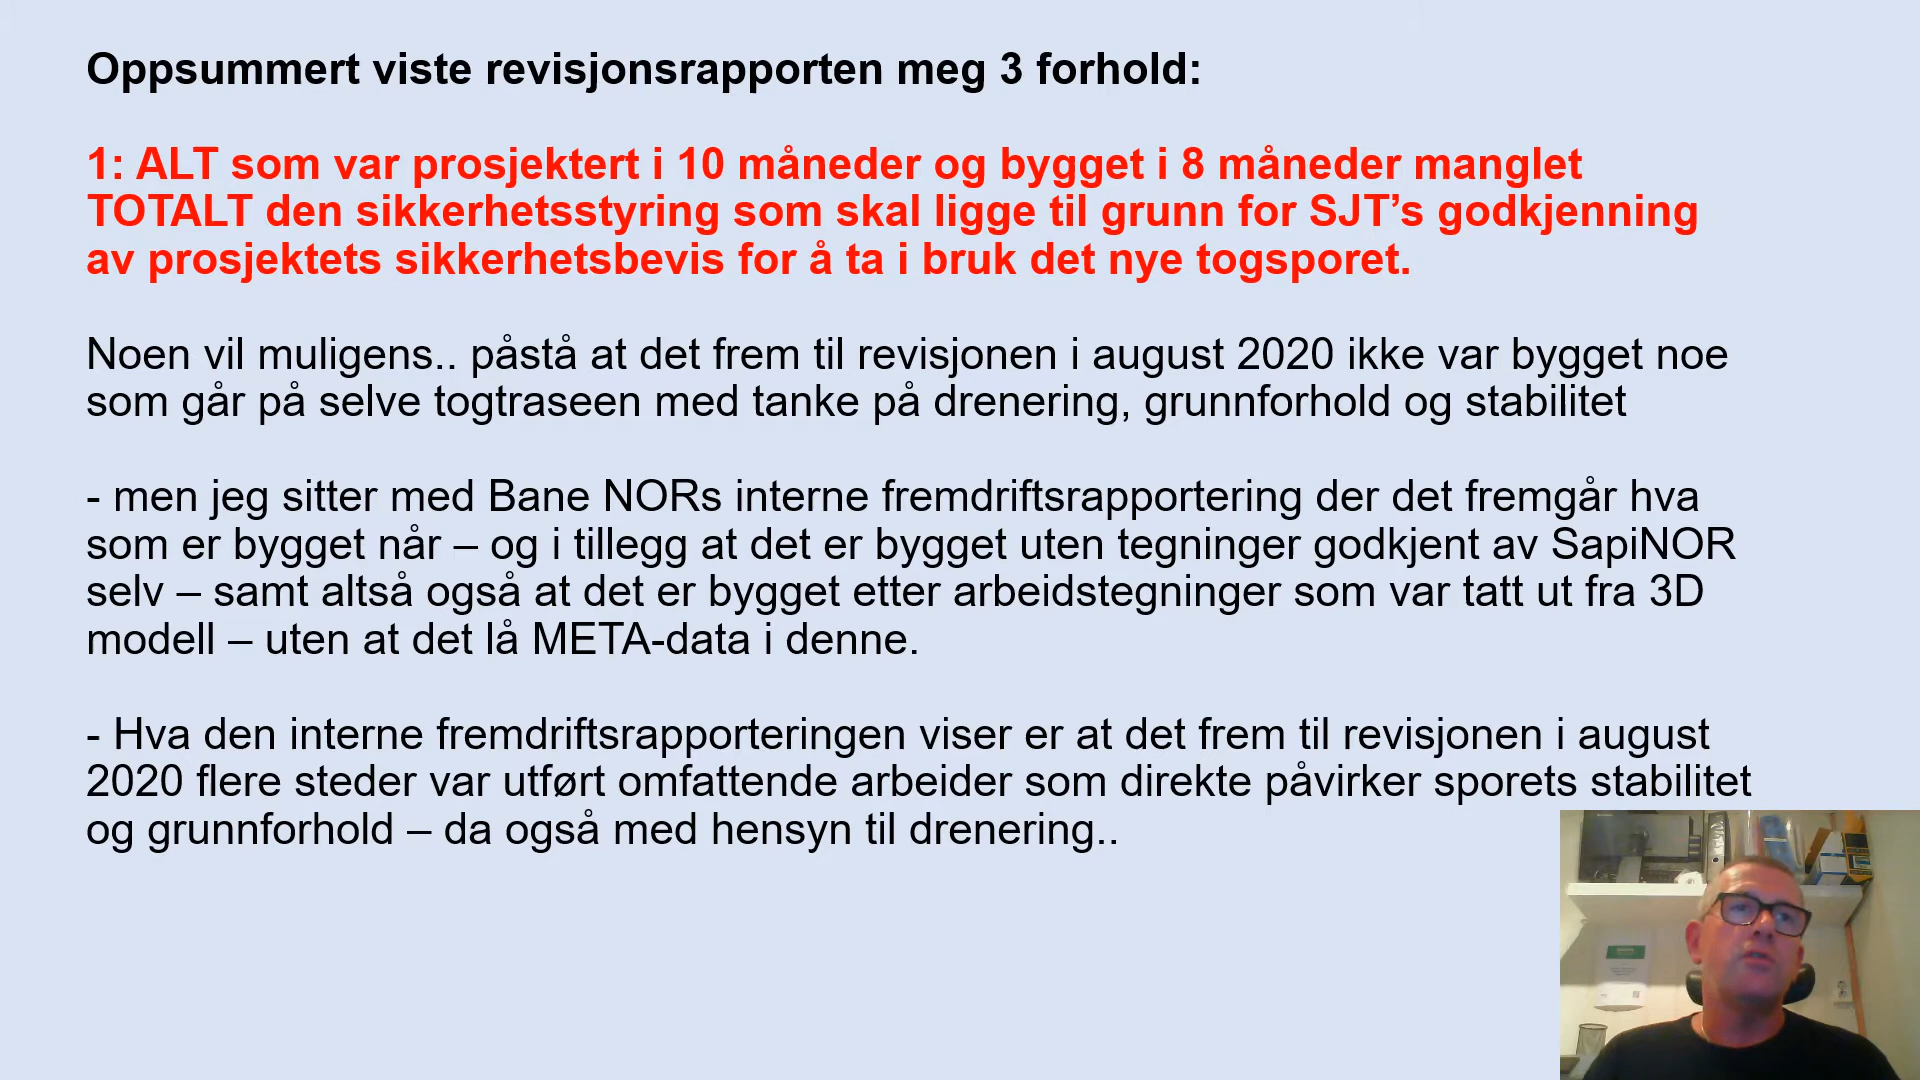 Oppsummert viste revisjonsrapporten meg 3 forhold:
1: ALT som var prosjektert i 10 måneder og bygget i 8 måneder manglet
TOTALT den sikkerhetsstyring som skal ligge til grunn for SJT’s godkjenning
av prosjektets sikkerhetsbevis for å ta i bruk det nye togsporet.
Noen vil muligens.. påstå at det frem til revisjonen i august 2020 ikke var bygget noe
som går på selve togtraseen med tanke på drenering, grunnforhold og stabilitet
- men jeg sitter med Bane NORs interne fremdriftsrapportering der det fremgår hva
som er bygget når – og i tillegg at det er bygget uten tegninger godkjent av SapiNOR
selv – samt altså også at det er bygget etter arbeidstegninger som var tatt ut fra 3D
modell – uten at det lå META-data i denne.
- Hva den interne fremdriftsrapporteringen viser er at det frem til revisjonen i august
2020 flere steder var utført omfattende arbeider som direkte påvirker sporets stabilitet
og grunnforhold – da også med hensyn til drenering..